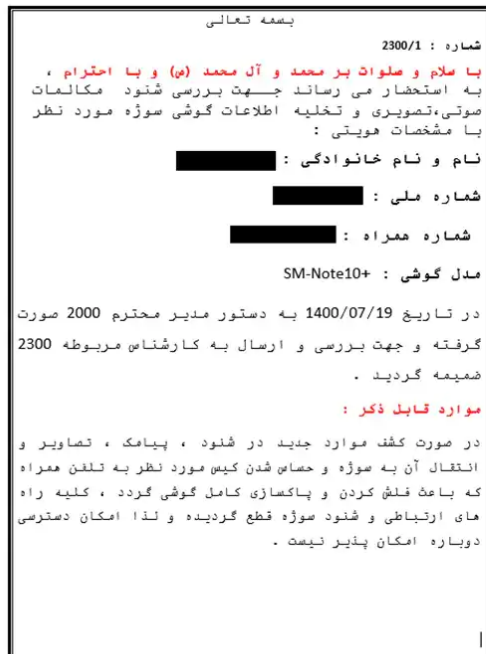 بسمه تعالی
شماره : 2300/1
با سلام و صلوات بر محمد و آل محمد (ص) و با احترام ،
به استحضار می رساند جــهت بررسی شنود مکالمات
صوتی،تصویری و تخلیه اطلاعات گوشی سوژه مورد نظر
با مشخصات هویتی :
نام و نام خانوادگی :
شماره ملی :
شماره همراه :
مدل گوشی : SM-Note10+
در تاریخ 1400/07/19 به دستور مدیر محترم 2000 صورت
گرفته و جهت بررسی و ارسال به کارشناس مربوطه 2300
ضمیمه گردید .
موارد قابل ذکر :
در صورت کشف موارد جدید در شنود ، پیامک ، تصاویر و
انتقال آن به سوژه و حساس شدن کیس مورد نظر به تلفن همراه
که باعث فلش کردن و پاکسازی کامل گوشی گردد ، کلیه راه
های ارتباطی و شنود سوژه قطع گردیده و لذا امکان دسترسی
دوباره امکان پذیر نیست .